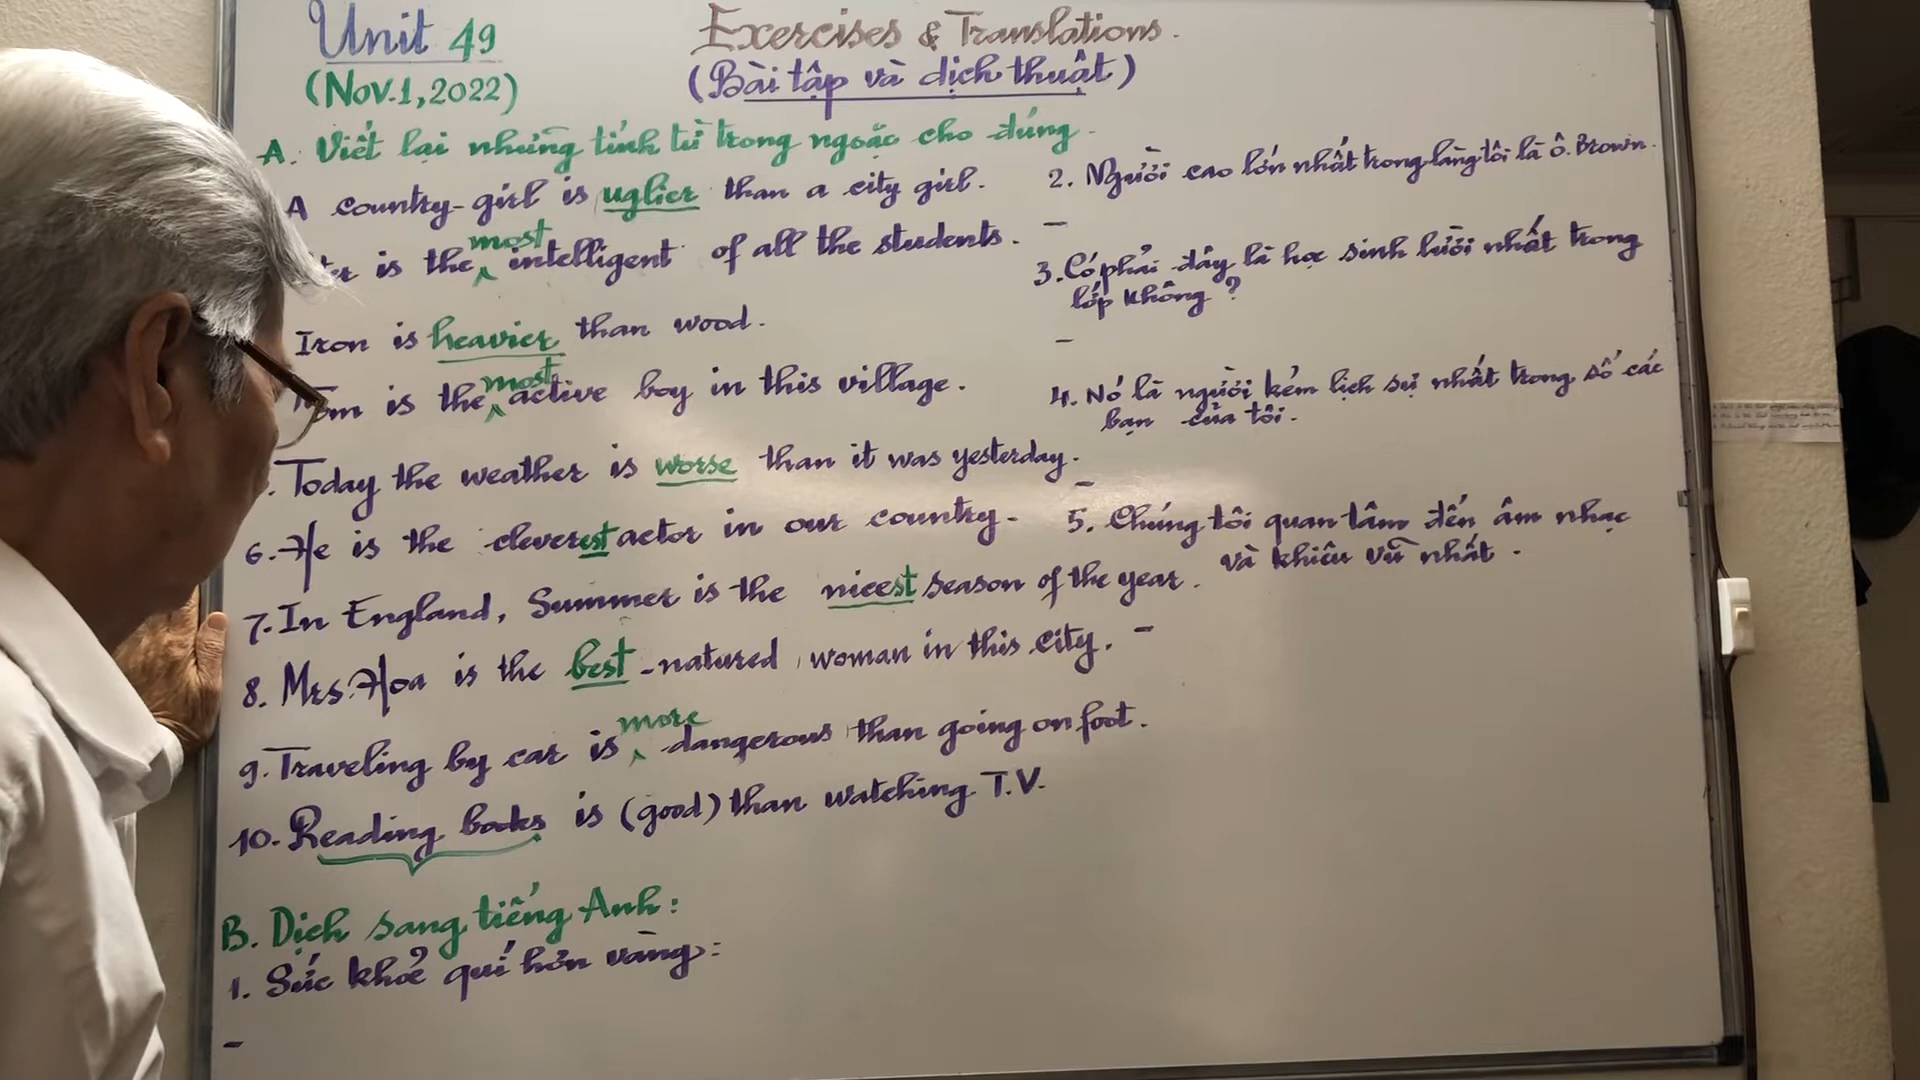 Unit 49
(Nov.1,2022)
Exercises & Translations.
(Bài tập và dịch thuật)
A. Viết lại những tính từ trong ngoặc cho đúng.
A country-girl is uglier than a city girl.
is the most intelligent of all the students.
Iron is heavier than wood.
is the most active boy in this village.
Today the weather is worse than it was yesterday.
6. He is the cleverest actor in our country.
7. In England, Summer is the nicest season of the year.
8. Mrs. Hoa is the best-natured woman in this city.
9. Traveling by car is more dangerous than going on foot.
10. Reading books is (good) than watching T.V.
B. Dịch sang tiếng Anh:
1. Sức khoẻ quí hơn vàng:
-
2. Người cao lớn nhất trong làng tôi là ô. Brown.
-
3. Có phải đây là học sinh lười nhất trong
lớp không?
-
4. Nó là người kém lịch sự nhất trong số các
bạn của tôi.
-
5. Chúng tôi quan tâm đến âm nhạc
và khiêu vũ nhất.
-